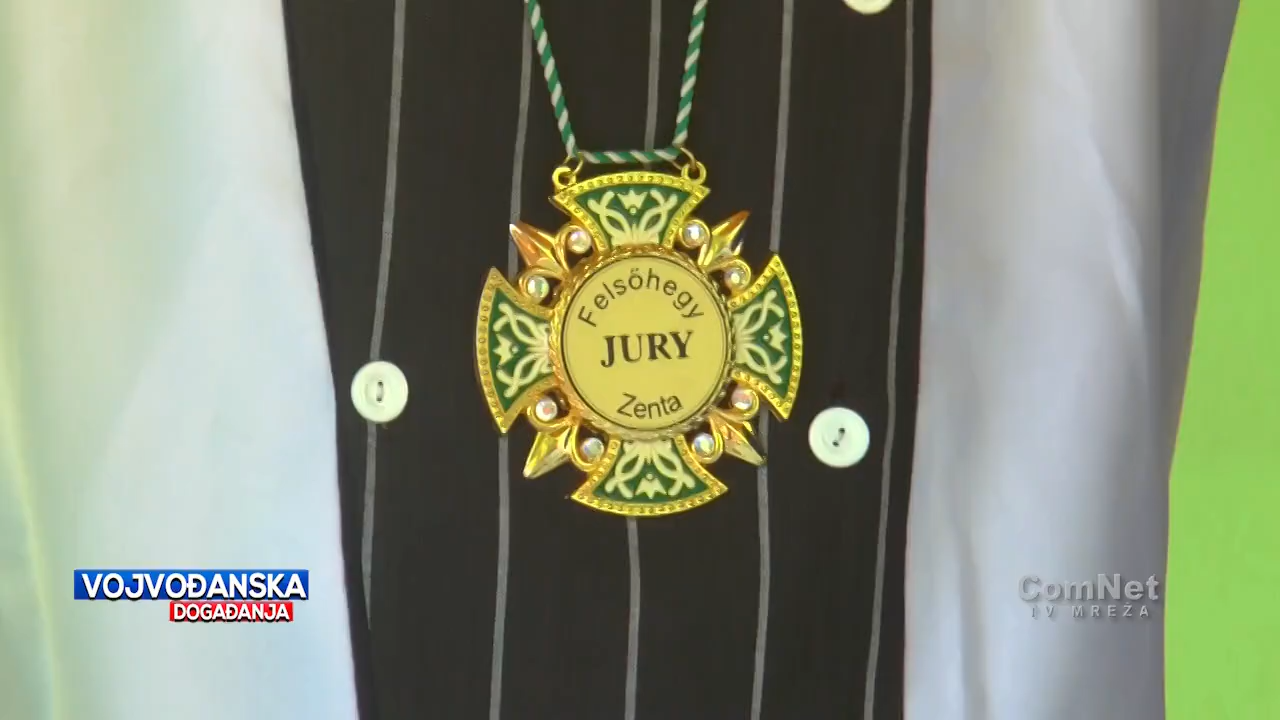 Felsőhegy
JURY
Zenta
VOJVOĐANSKA
DOGAĐANJA
ComNet
TV MREŽA